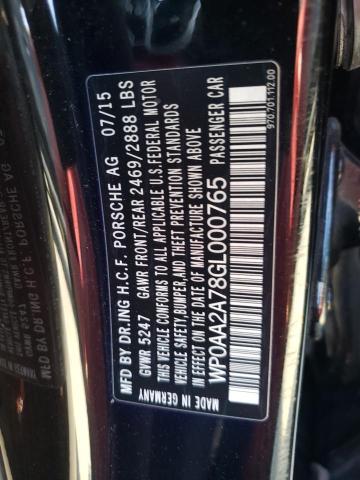 MFD BY DR.ING H.C.F. PORSCHE AG 07/15
GVWR 5247 GAWR FRONT/REAR 2469/2888 LBS
THIS VEHICLE CONFORMS TO ALL APPLICABLE U.S.FEDERAL MOTOR
VEHICLE SAFETY,BUMPER,AND THEFT PREVENTION STANDARDS
IN EFFECT ON THE DATE OF MANUFACTURE SHOWN ABOVE
WP0AA2A78GL000765 PASSENGER CAR
MADE IN GERMANY
970.701.112.00